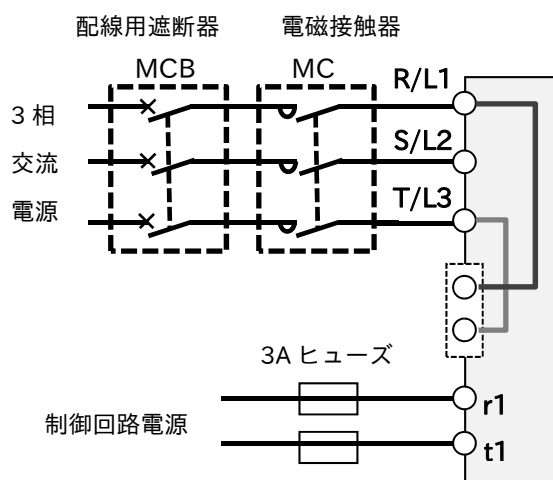 配線用遮断器 電磁接触器
MCB MC
R/L1
3 相
S/L2
交流
T/L3
電源
3A ヒューズ
r1
制御回路電源
t1